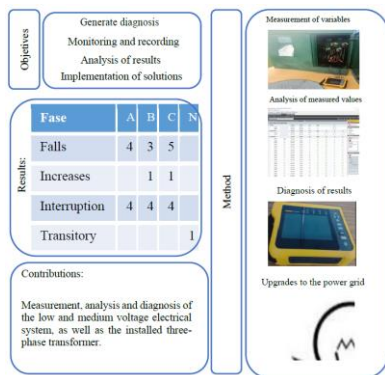 Objetives
Generate diagnosis
Monitoring and recording
Analysis of results
Implementation of solutions
Results:
Fase A B C N
Falls 4 3 5
Increases 1 1
Interruption 4 4 4
Transitory 1
Contributions:
Measurement, analysis and diagnosis of
the low and medium voltage electrical
system, as well as the installed three-
phase transformer.
Method
Measurement of variables
Analysis of measured values
Diagnosis of results
Upgrades to the power grid